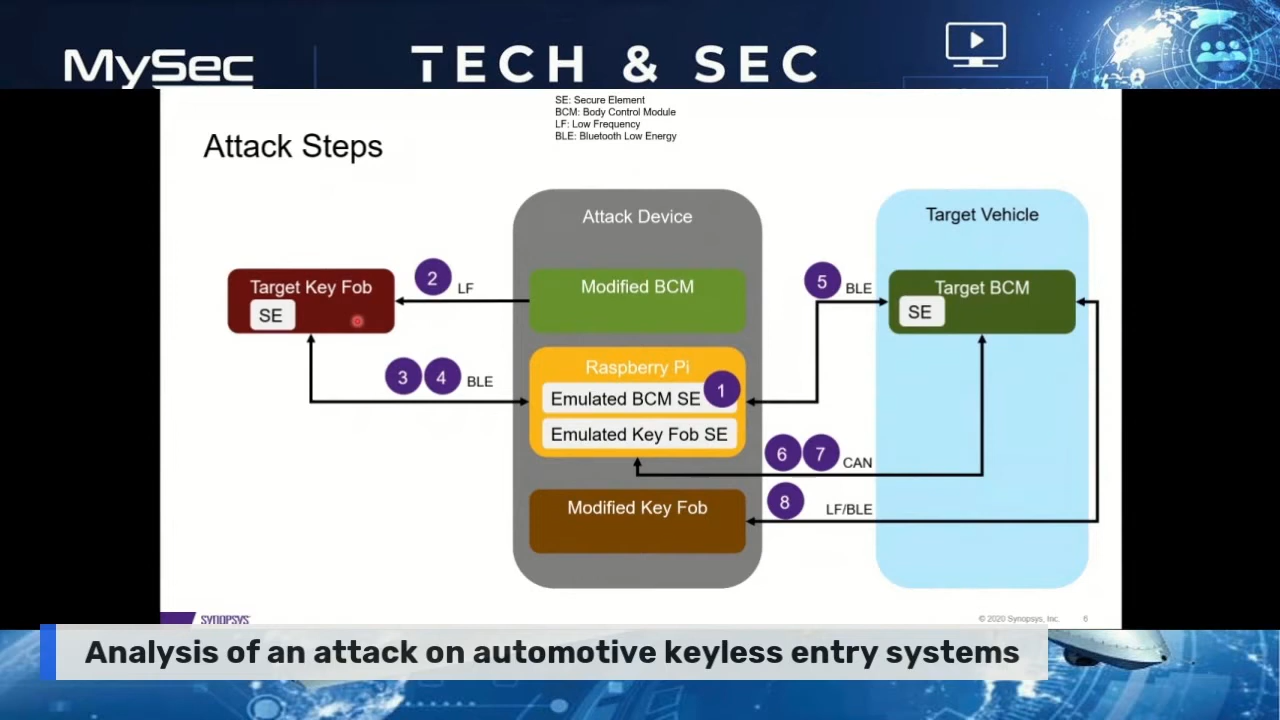 MySec
TECH & SEC
SE: Secure Element
BCM: Body Control Module
LF: Low Frequency
BLE: Bluetooth Low Energy
Attack Steps
Attack Device
Target Vehicle
Target Key Fob
SE
2
LF
Modified BCM
5
BLE
Target BCM
SE
3
4
BLE
Raspberry Pi
Emulated BCM SE
1
Emulated Key Fob SE
6
7
CAN
Modified Key Fob
8
LF/BLE
SYNOPSYS
© 2020 Synopsys, Inc.
6
Analysis of an attack on automotive keyless entry systems